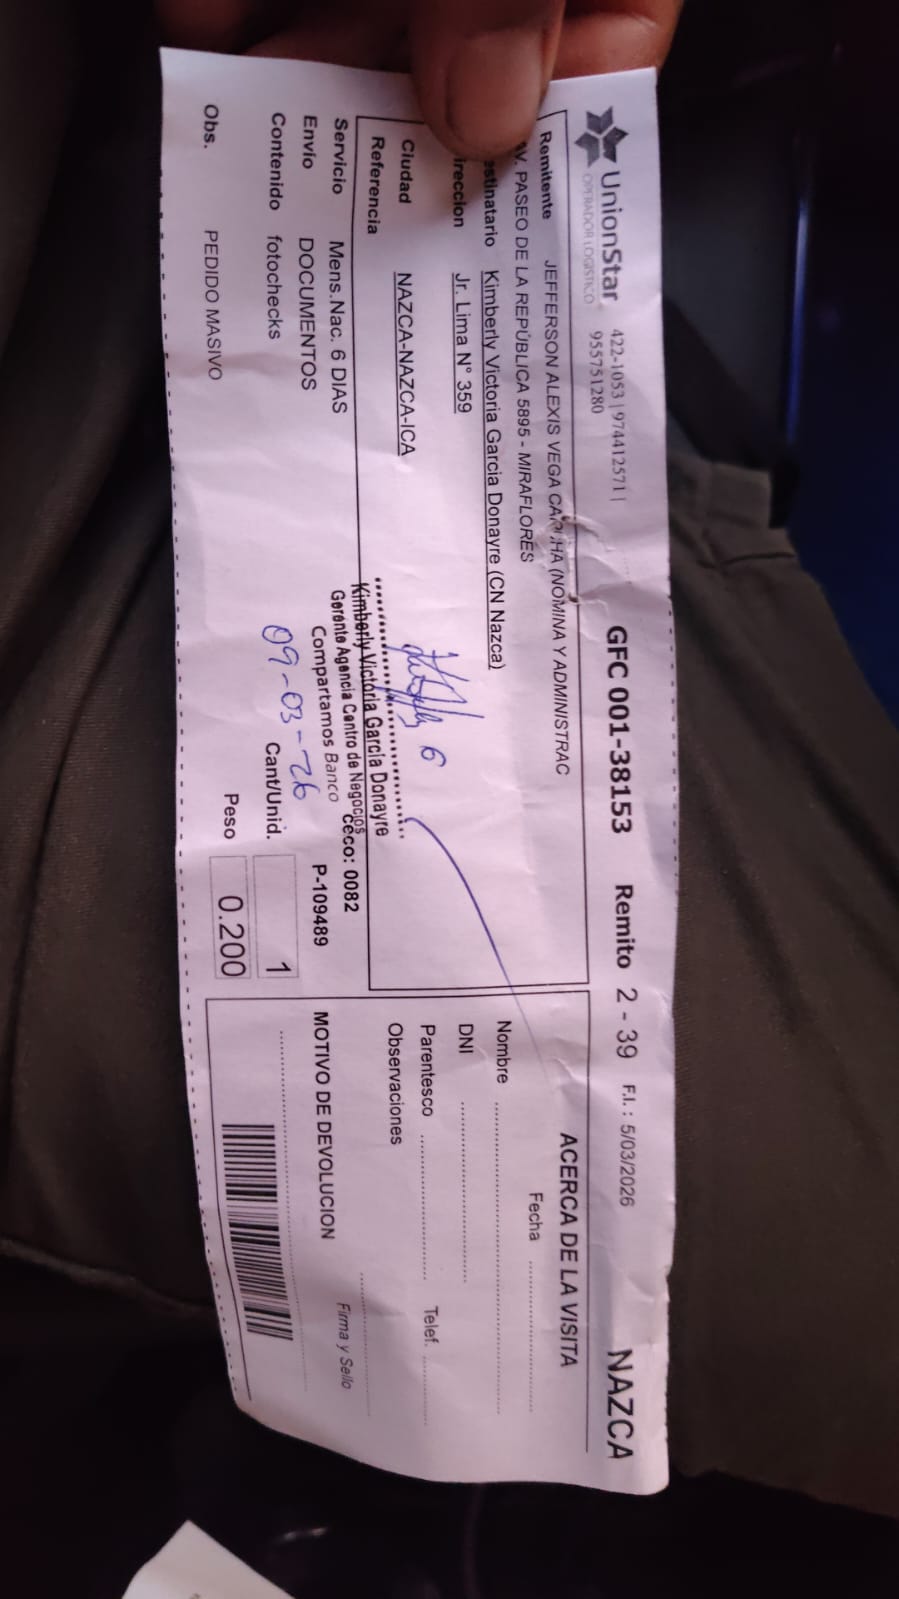 UnionStar
OPERADOR LOGISTICO
422-1053 | 974412571 |
955751280
GFC 001-38153 Remito 2 - 39 F.I. : 5/03/2026 NAZCA
Remitente JEFFERSON ALEXIS VEGA (NOMINA Y ADMINISTRAC
AV. PASEO DE LA REPÚBLICA 5895 - MIRAFLORES
estinatario Kimberly Victoria Garcia Donayre (CN Nazca)
ireccion Jr. Lima N° 359
Ciudad NAZCA-NAZCA-ICA
Referencia
Servicio Mens.Nac. 6 DIAS
Envío DOCUMENTOS
Contenido fotochecks
Obs. PEDIDO MASIVO
Kimberly Victoria Garcia Donayre
Gerente Agencia Centro de Negocios
Compartamos Banco
ceco: 0082
P-109489
09-03-26
Cant/Unid. 1
Peso 0.200
ACERCA DE LA VISITA
Fecha
Nombre
DNI
Parentesco Telef.
Observaciones
MOTIVO DE DEVOLUCION
Firma y Sello